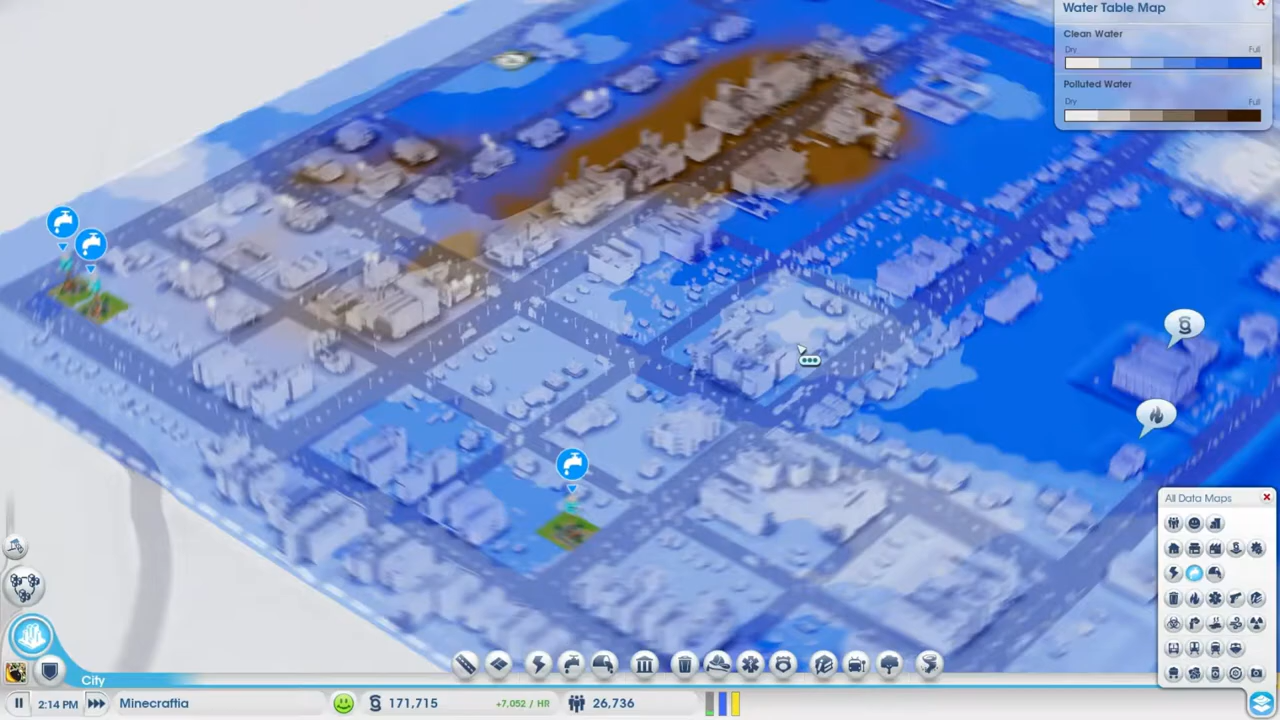 Water Table Map
Clean Water
Dry Full
Polluted Water
Dry Full
All Data Maps
City
2:14 PM Minecraftia 171,715 +7,052 / HR 26,736